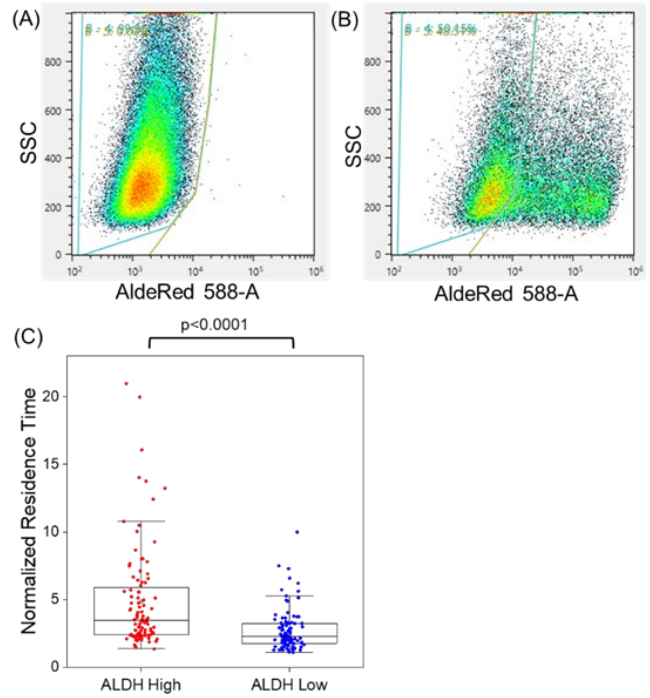 (A)
(B)
SSC
1000
800
600
400
200
0
10² 10³ 10⁴ 10⁵ 10⁶
AldeRed 588-A
SSC
1000
800
600
400
200
0
10² 10³ 10⁴ 10⁵ 10⁶
AldeRed 588-A
(C)
p<0.0001
Normalized Residence Time
20
15
10
5
0
ALDH High
ALDH Low